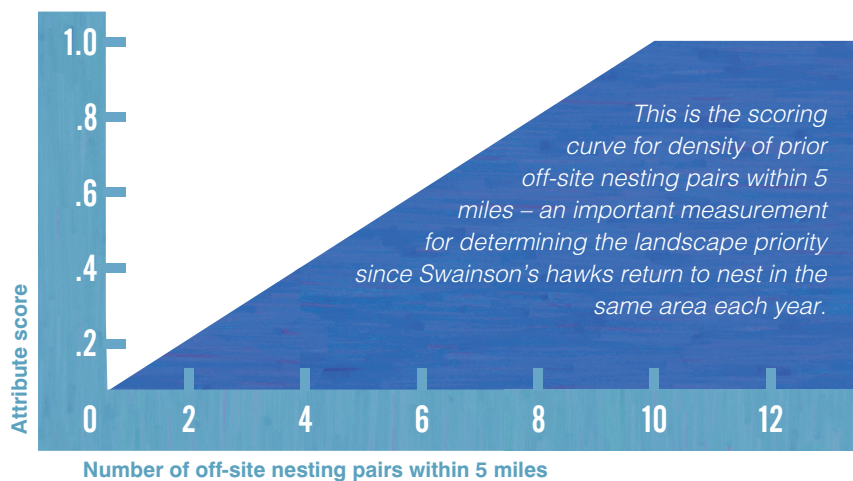 1.0
.8
.6
.4
.2
This is the scoring
curve for density of prior
off-site nesting pairs within 5
miles – an important measurement
for determining the landscape priority
since Swainson's hawks return to nest in the
same area each year.
Attribute score
0 2 4 6 8 10 12
Number of off-site nesting pairs within 5 miles